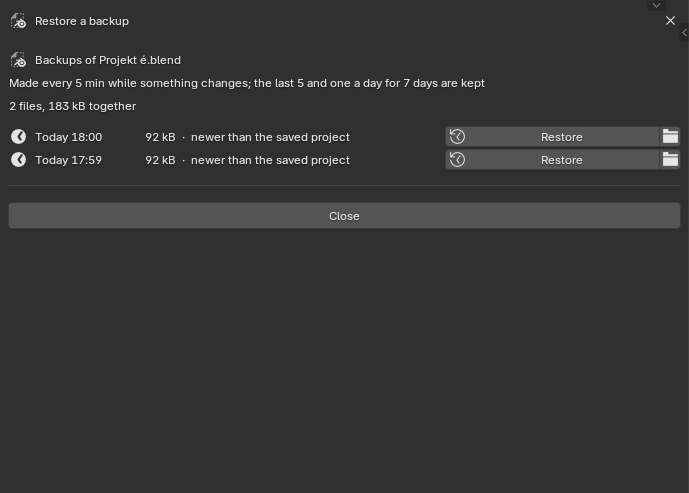 Restore a backup
Backups of Projekt é.blend
Made every 5 min while something changes; the last 5 and one a day for 7 days are kept
2 files, 183 kB together
Today 18:00 92 kB · newer than the saved project Restore
Today 17:59 92 kB · newer than the saved project Restore
Close